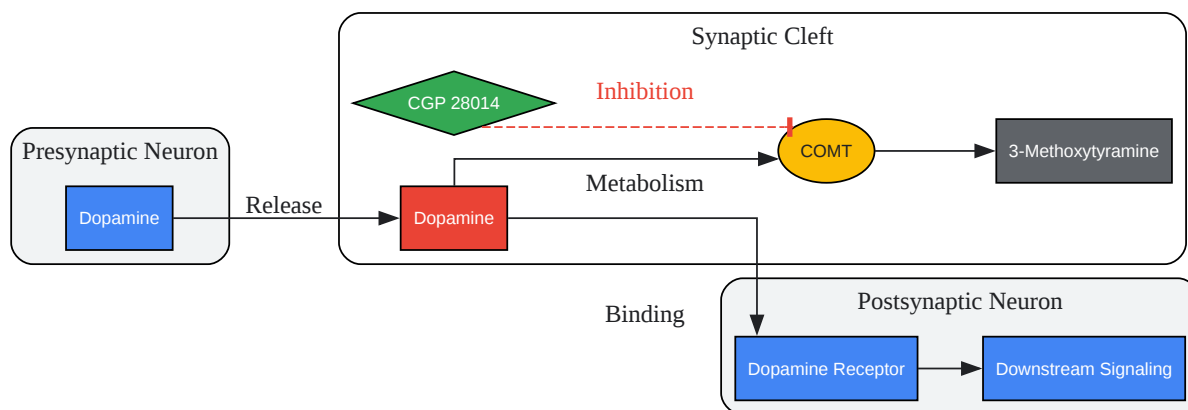 Synaptic Cleft
CGP 28014
Inhibition
COMT
3-Methoxytyramine
Presynaptic Neuron
Dopamine
Release
Metabolism
Dopamine
Binding
Postsynaptic Neuron
Dopamine Receptor
Downstream Signaling